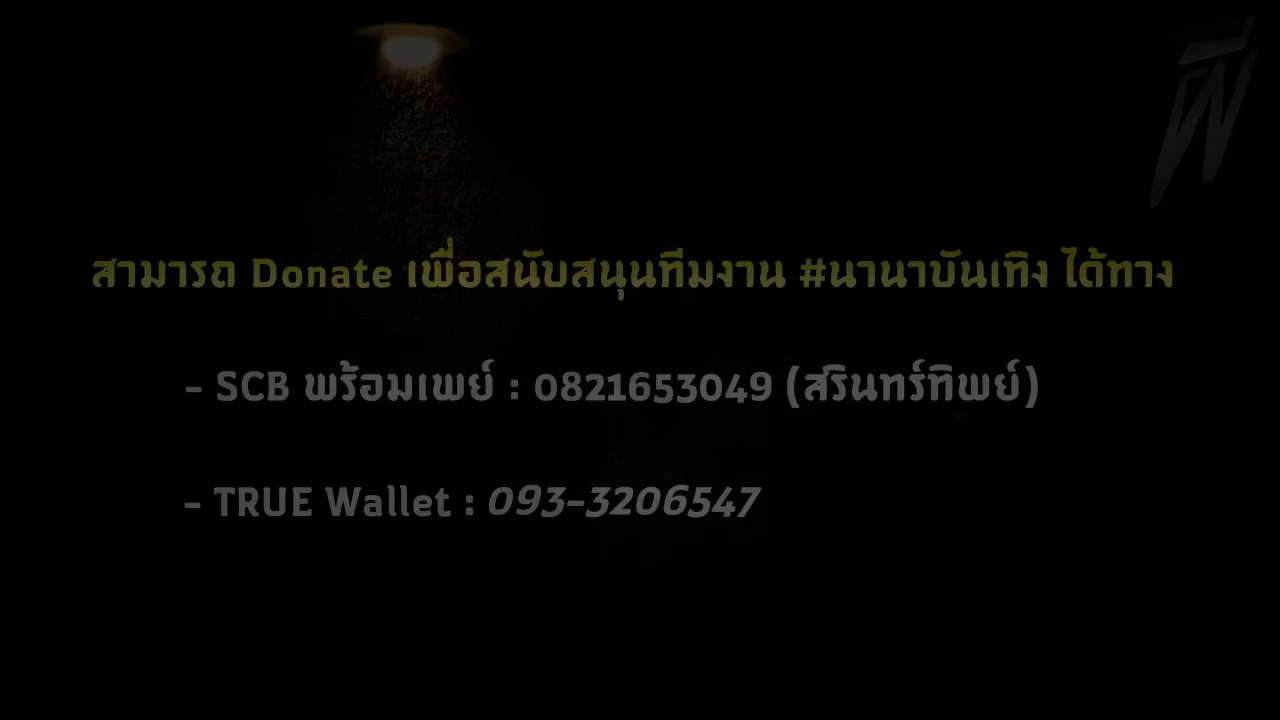 ผี
สามารถ Donate เพื่อสนับสนุนทีมงาน #นานาบันเทิง ได้ทาง
- SCB พร้อมเพย์ : 0821653049 (สรินทร์ทิพย์)
- TRUE Wallet : 093-3206547